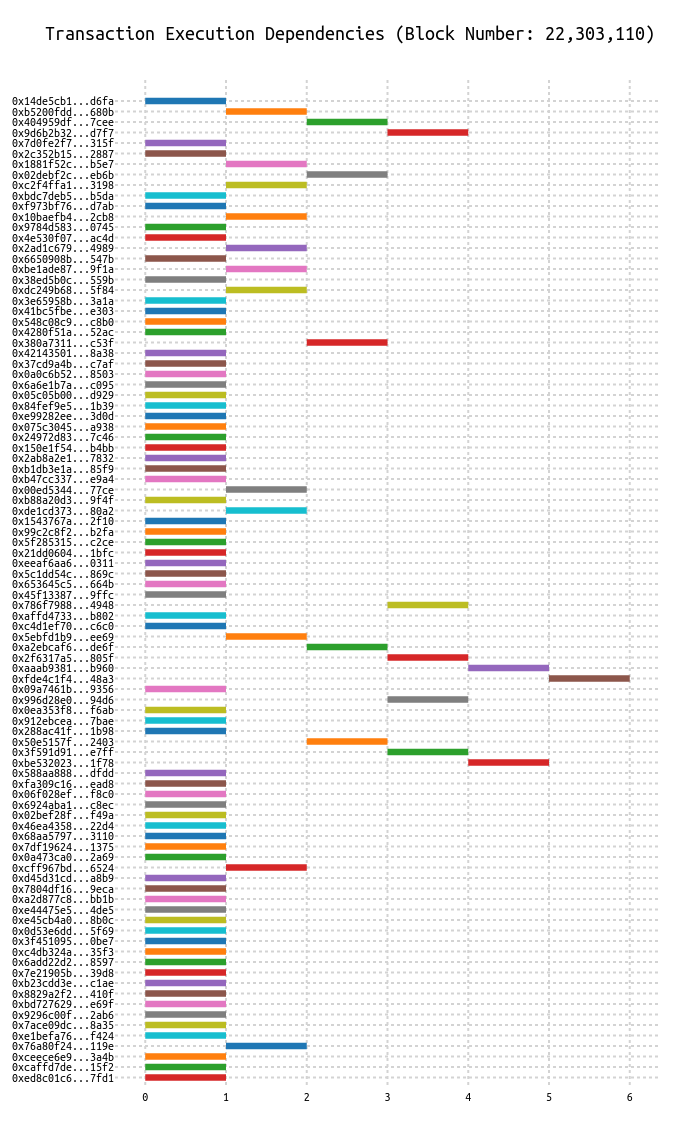 Transaction Execution Dependencies (Block Number: 22,303,110)
0x14de5cb1...d6fa
0xb5200fdd...680b
0x404959df...7cee
0x9d6b2b32...d7f7
0x7d0fe2f7...315f
0x2c352b15...2887
0x1881f52c...b5e7
0x02debf2c...eb6b
0xc2f4ffa1...3198
0xbdc7deb5...b5da
0xf973bf76...d7ab
0x10baefb4...2cb8
0x9784d583...0745
0x4e530f07...ac4d
0x2ad1c679...4989
0x6650908b...547b
0xbe1ade87...9f1a
0x38ed5b0c...559b
0xdc249b68...5f84
0x3e65958b...3a1a
0x41bc5fbe...e303
0x548c08c9...c8b0
0x4280f51a...52ac
0x380a7311...c53f
0x42143501...8a38
0x37cd9a4b...c7af
0x0a0c6b52...8503
0x6a6e1b7a...c095
0x05c05b00...d929
0x84fef9e5...1b39
0xe99282ee...3d0d
0x075c3045...a938
0x24972d83...7c46
0x150e1f54...b4bb
0x2ab8a2e1...7832
0xb1db3e1a...85f9
0xb47cc337...e9a4
0x00ed5344...77ce
0xb88a20d3...9f4f
0xde1cd373...80a2
0x1543767a...2f10
0x99c2c8f2...b2fa
0x5f285315...c2ce
0x21dd0604...1bfc
0xeeaf6aa6...0311
0x5c1dd54c...869c
0x653645c5...664b
0x45f13387...9ffc
0x786f7988...4948
0xaffd4733...b802
0xc4d1ef70...c6c0
0x5ebfd1b9...ee69
0xa2ebcaf6...de6f
0x2f6317a5...805f
0xaaab9381...b960
0xfde4c1f4...48a3
0x09a7461b...9356
0x996d28e0...94d6
0x0ea353f8...f6ab
0x912ebcea...7bae
0x288ac41f...1b98
0x50e5157f...2403
0x3f591d91...e7ff
0xbe532023...1f78
0x588aa888...dfdd
0xfa309c16...ead8
0x06f028ef...f8c0
0x6924aba1...c8ec
0x02bef28f...f49a
0x46ea4358...22d4
0x68aa5797...3110
0x7df19624...1375
0x0a473ca0...2a69
0xcff967bd...6524
0xd45d31cd...a8b9
0x7804df16...9eca
0xa2d877c8...bb1b
0xe44475e5...4de5
0xe45cb4a0...8b0c
0x0d53e6dd...5f69
0x3f451095...0be7
0xc4db324a...35f3
0x6add22d2...8597
0x7e21905b...39d8
0xb23cdd3e...c1ae
0x8829a2f2...410f
0xbd727629...e69f
0x9296c00f...2ab6
0x7ace09dc...8a35
0xe1befa76...f424
0x76a80f24...119e
0xceece6e9...3a4b
0xcaffd7de...15f2
0xed8c01c6...7fd1
0 1 2 3 4 5 6